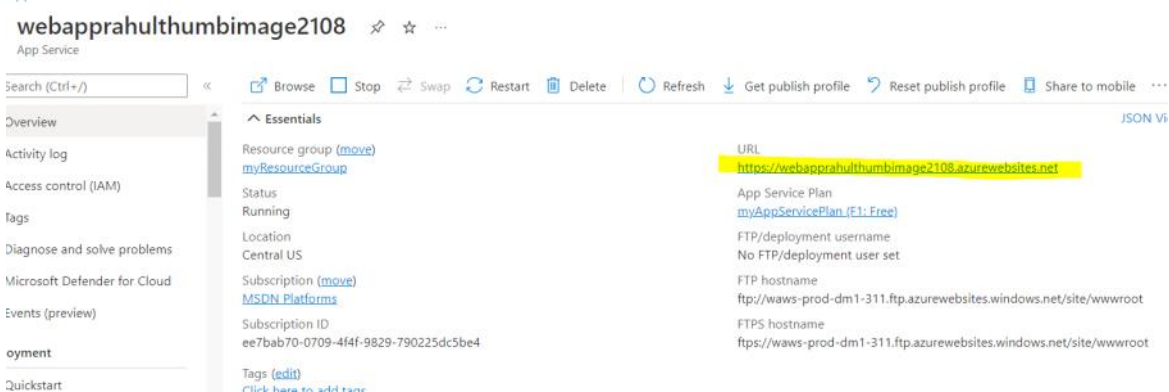 webapprahulthumbimage2108
App Service
Search (Ctrl+/)
Browse Stop Swap Restart Delete Refresh Get publish profile Reset publish profile Share to mobile
Overview
Activity log
Access control (IAM)
Tags
Diagnose and solve problems
Microsoft Defender for Cloud
Events (preview)
oyment
Quickstart
Essentials
JSON Vi
Resource group (move)
myResourceGroup
Status
Running
Location
Central US
Subscription (move)
MSDN Platforms
Subscription ID
ee7bab70-0709-4f4f-9829-790225dc5be4
Tags (edit)
Click here to add tags
URL
https://webapprahulthumbimage2108.azurewebsites.net
App Service Plan
myAppServicePlan (F1: Free)
FTP/deployment username
No FTP/deployment user set
FTP hostname
ftp://waws-prod-dm1-311.ftp.azurewebsites.windows.net/site/wwwroot
FTPS hostname
ftps://waws-prod-dm1-311.ftp.azurewebsites.windows.net/site/wwwroot